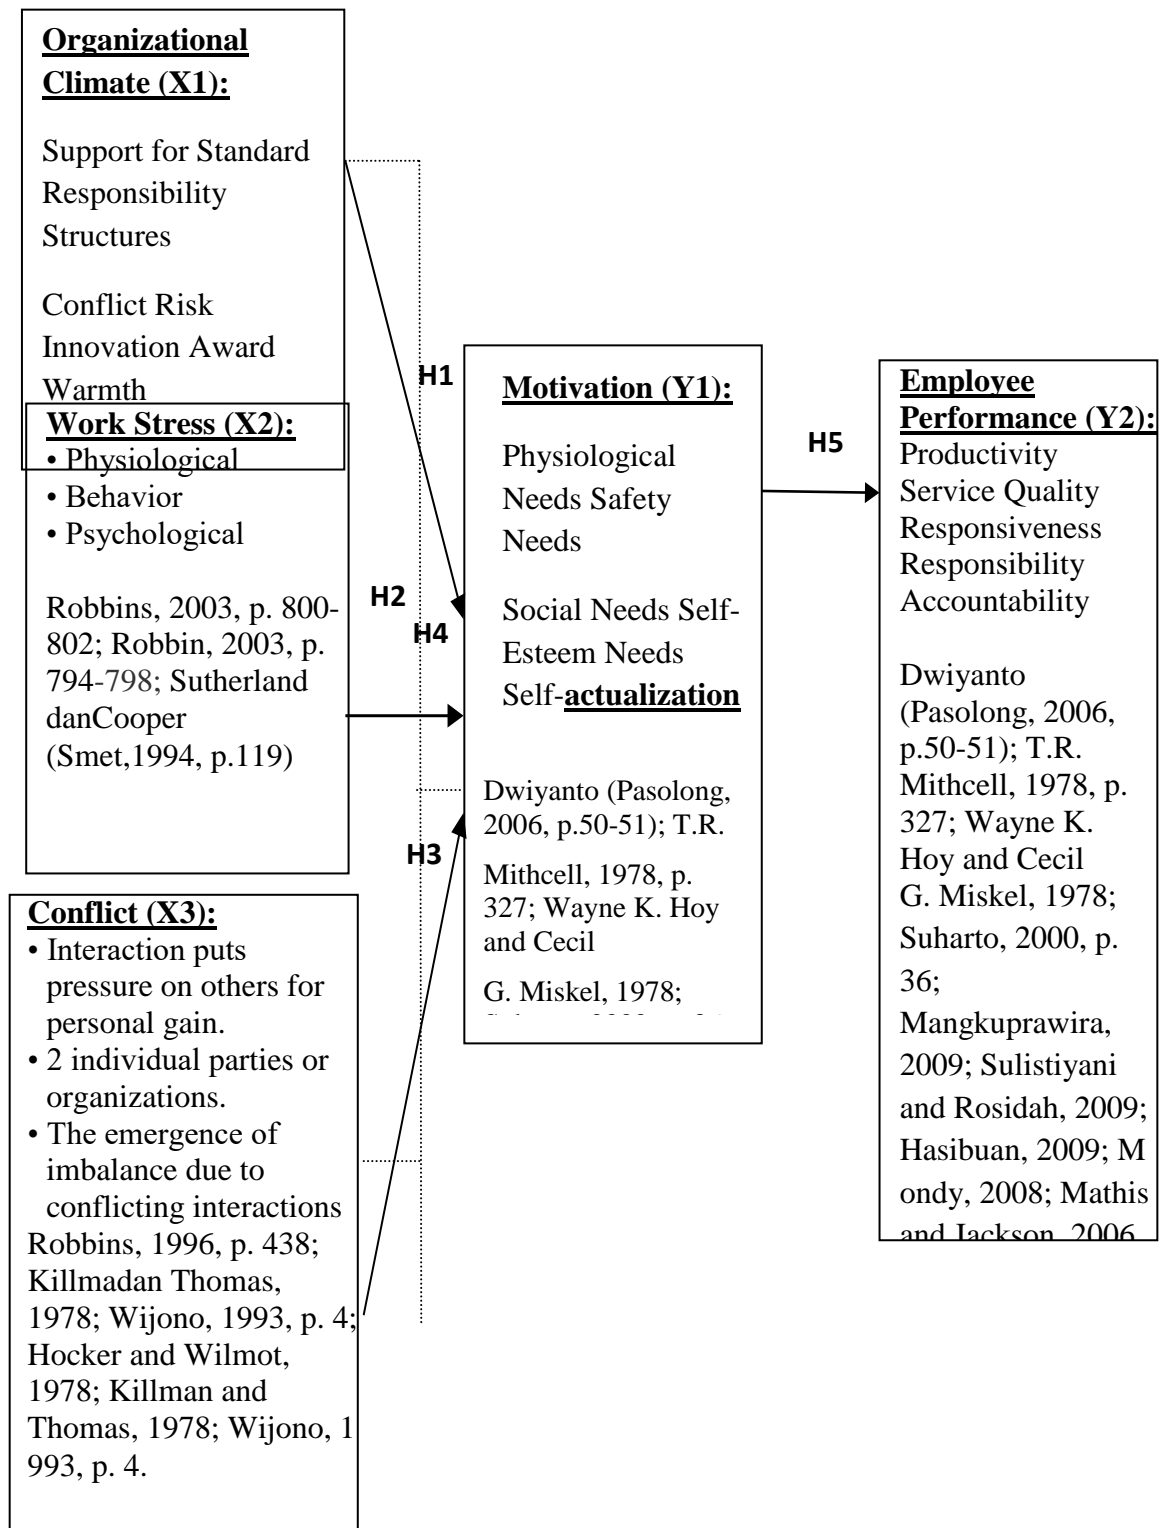 Organizational
Climate (X1):
Support for Standard
Responsibility
Structures
Conflict Risk
Innovation Award
Warmth
Work Stress (X2):
• Physiological
• Behavior
• Psychological
Robbins, 2003, p. 800-
802; Robbin, 2003, p.
794-798; Sutherland
danCooper
(Smet,1994, p.119)
Conflict (X3):
• Interaction puts
pressure on others for
personal gain.
• 2 individual parties or
organizations.
• The emergence of
imbalance due to
conflicting interactions
Robbins, 1996, p. 438;
Killmadan Thomas,
1978; Wijono, 1993, p. 4;
Hocker and Wilmot,
1978; Killman and
Thomas, 1978; Wijono, 1
993, p. 4.
H1
H2
H4
H3
Motivation (Y1):
Physiological
Needs Safety
Needs
Social Needs Self-
Esteem Needs
Self-actualization
Dwiyanto (Pasolong,
2006, p.50-51); T.R.
Mithcell, 1978, p.
327; Wayne K. Hoy
and Cecil
G. Miskel, 1978;
H5
Employee
Performance (Y2):
Productivity
Service Quality
Responsiveness
Responsibility
Accountability
Dwiyanto
(Pasolong, 2006,
p.50-51); T.R.
Mithcell, 1978, p.
327; Wayne K.
Hoy and Cecil
G. Miskel, 1978;
Suharto, 2000, p.
36;
Mangkuprawira,
2009; Sulistiyani
and Rosidah, 2009;
Hasibuan, 2009; M
ondy, 2008; Mathis
and Jackson, 2006